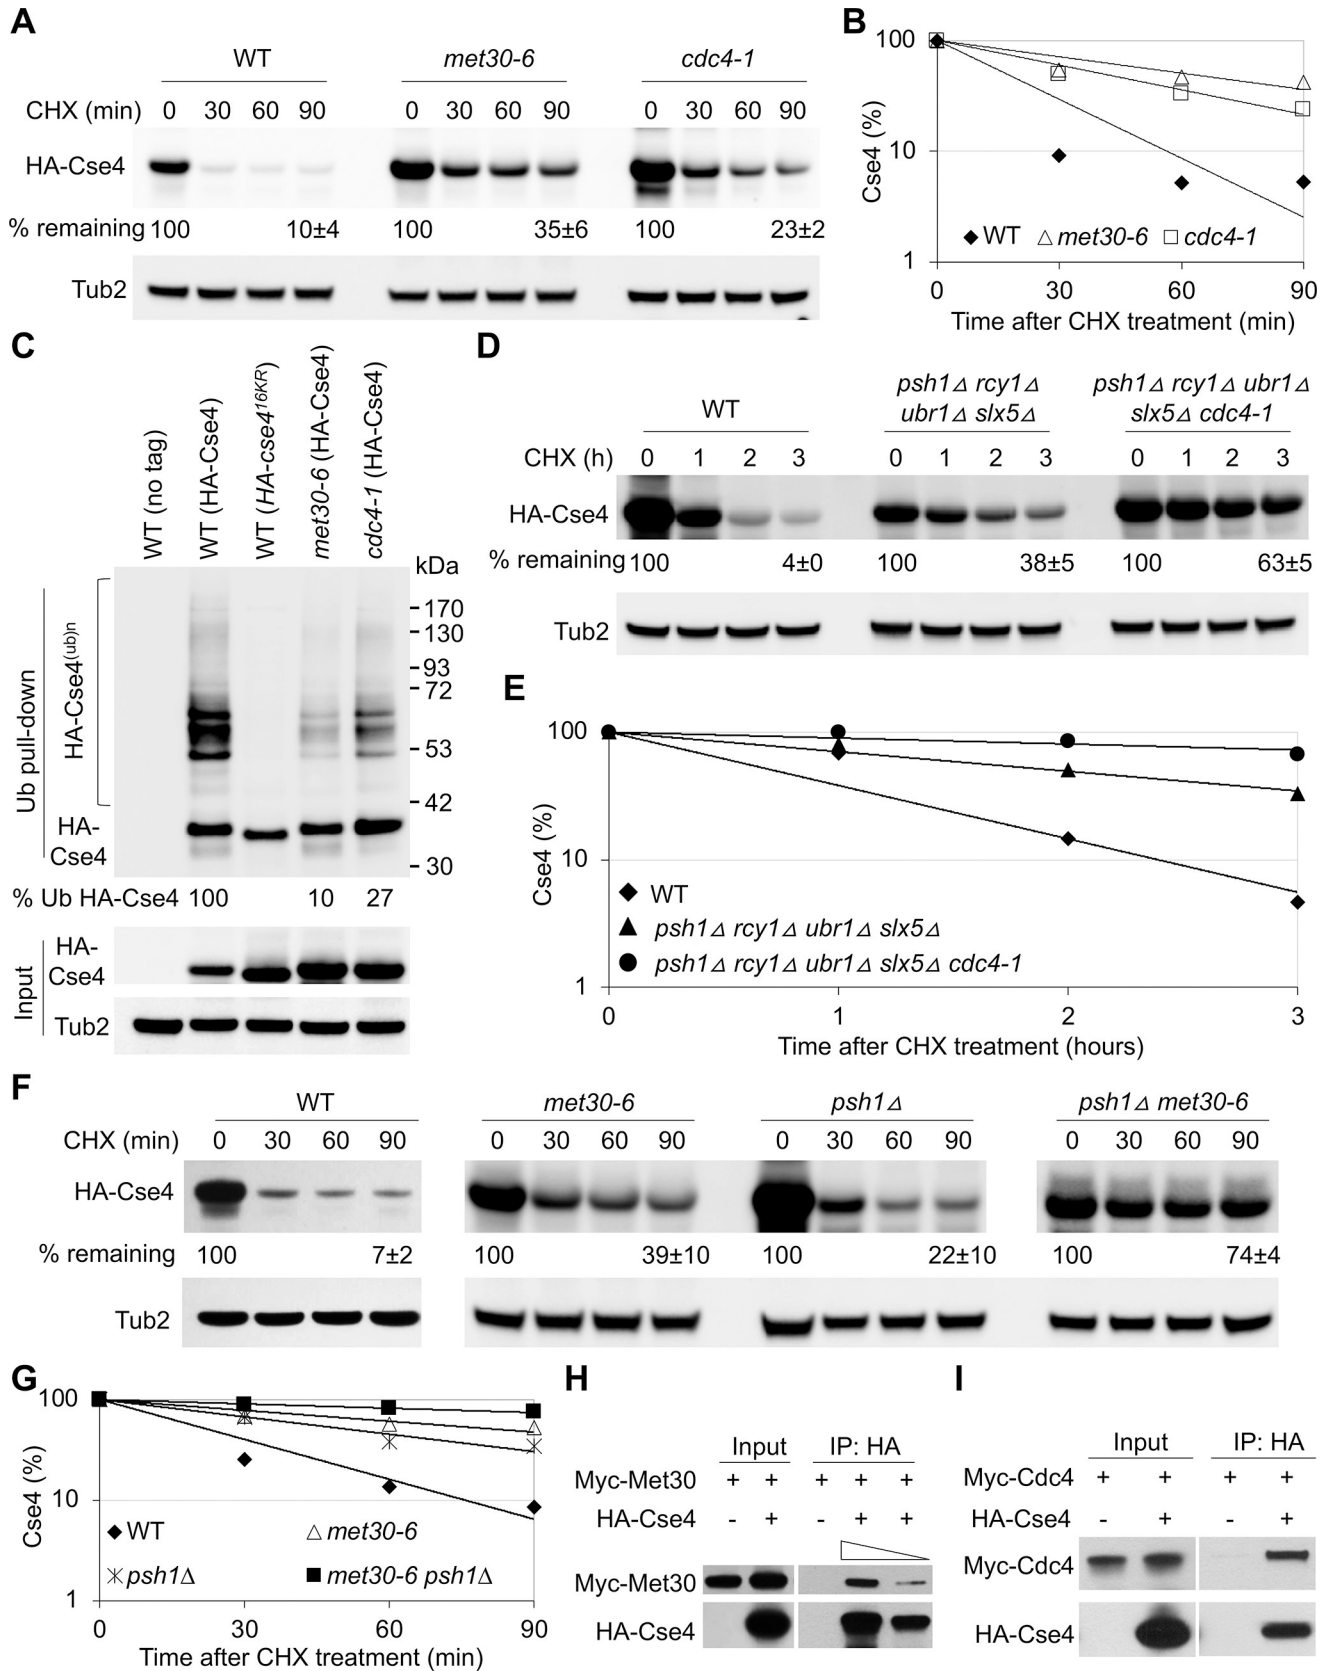 A
WT met30-6 cdc4-1
CHX (min) 0 30 60 90 0 30 60 90 0 30 60 90
HA-Cse4
% remaining 100 10±4 100 35±6 100 23±2
Tub2
B
100
10
1
Cse4 (%)
WT met30-6 cdc4-1
0 30 60 90
Time after CHX treatment (min)
C
WT (no tag)
WT (HA-Cse4)
WT (HA-cse4^16KR)
met30-6 (HA-Cse4)
cdc4-1 (HA-Cse4)
kDa
170
130
93
72
53
42
30
Ub pull-down
HA-Cse4^(ub)n
HA-
Cse4
% Ub HA-Cse4 100 10 27
Input
HA-
Cse4
Tub2
D
WT
psh1Δ rcy1Δ
ubr1Δ slx5Δ
psh1Δ rcy1Δ ubr1Δ
slx5Δ cdc4-1
CHX (h) 0 1 2 3 0 1 2 3 0 1 2 3
HA-Cse4
% remaining 100 4±0 100 38±5 100 63±5
Tub2
E
100
10
1
Cse4 (%)
WT
psh1Δ rcy1Δ ubr1Δ slx5Δ
psh1Δ rcy1Δ ubr1Δ slx5Δ cdc4-1
0 1 2 3
Time after CHX treatment (hours)
F
WT met30-6 psh1Δ psh1Δ met30-6
CHX (min) 0 30 60 90 0 30 60 90 0 30 60 90 0 30 60 90
HA-Cse4
% remaining 100 7±2 100 39±10 100 22±10 100 74±4
Tub2
G
100
10
1
Cse4 (%)
WT met30-6
psh1Δ met30-6 psh1Δ
0 30 60 90
Time after CHX treatment (min)
H
Input IP: HA
Myc-Met30 + + + + +
HA-Cse4 - + - + +
Myc-Met30
HA-Cse4
I
Input IP: HA
Myc-Cdc4 + + + +
HA-Cse4 - + - +
Myc-Cdc4
HA-Cse4